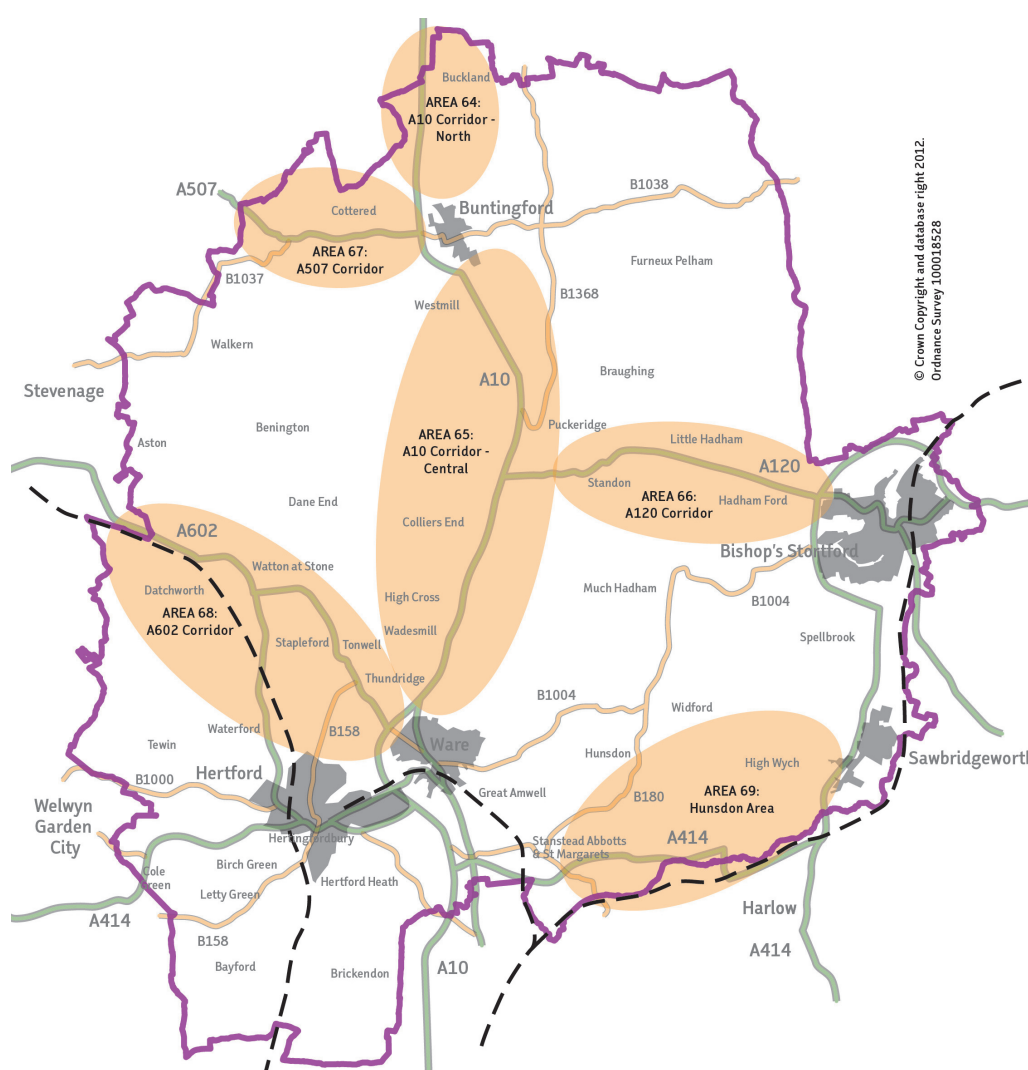 Buckland
AREA 64:
A10 Corridor -
North
A507
Cottered
Buntingford
B1038
AREA 67:
A507 Corridor
B1037
Furneux Pelham
B1368
Westmill
Walkern
Stevenage
A10
Braughing
Benington
Aston
AREA 65:
A10 Corridor -
Central
Puckeridge
Little Hadham
A120
Standon
AREA 66:
A120 Corridor
Hadham Ford
Dane End
Colliers End
A602
Bishop's Stortford
Watton at Stone
Datchworth
AREA 68:
A602 Corridor
High Cross
Much Hadham
B1004
Wadesmill
Stapleford
Tonwell
Spellbrook
Thundridge
B1004
Widford
Waterford
B158
Ware
Tewin
Hunsdon
High Wych
Sawbridgeworth
B1000
Hertford
Great Amwell
B180
AREA 69:
Hunsdon Area
Welwyn
Garden
City
Hertingfordbury
Stanstead Abbotts
& St Margarets
A414
Birch Green
Cole
Green
Letty Green
Hertford Heath
Harlow
A414
B158
A414
Bayford
Brickendon
A10
© Crown Copyright and database right 2012.
Ordnance Survey 100018528